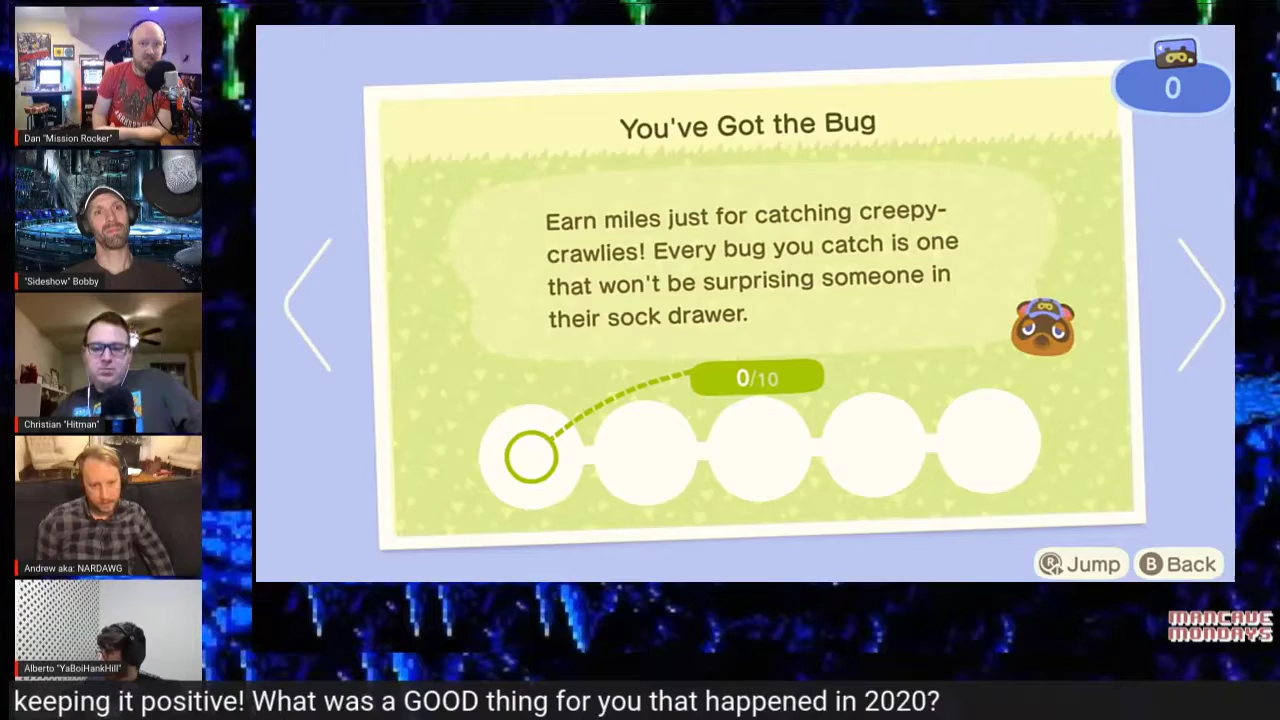 Dan "Mission Rocker"
"Sideshow" Bobby
Christian "Hitman"
Andrew aka: NARDAWG
Alberto "YaBoiHankHill"
0
You've Got the Bug
Earn miles just for catching creepy-
crawlies! Every bug you catch is one
that won't be surprising someone in
their sock drawer.
0/10
R Jump
B Back
MANCAVE
MONDAYS
keeping it positive! What was a GOOD thing for you that happened in 2020?